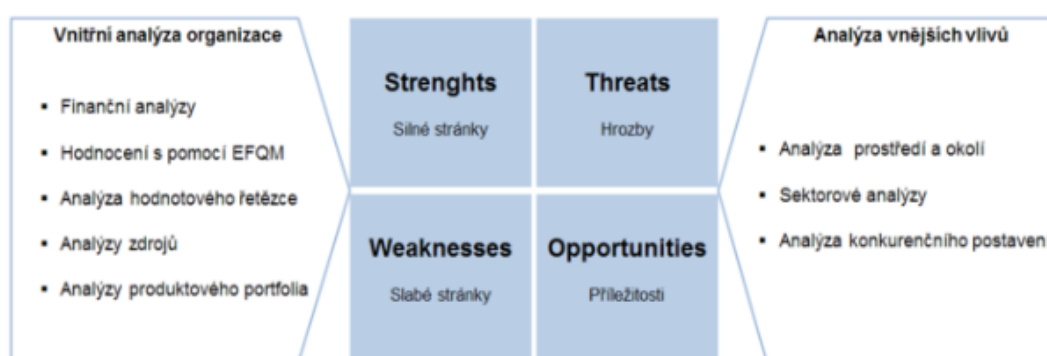 Vnitřní analýza organizace
▪ Finanční analýzy
▪ Hodnocení s pomocí EFQM
▪ Analýza hodnotového řetězce
▪ Analýzy zdrojů
▪ Analýzy produktového portfolia
Strenghts
Silné stránky
Threats
Hrozby
Weaknesses
Slabé stránky
Opportunities
Příležitosti
Analýza vnějších vlivů
▪ Analýza prostředí a okolí
▪ Sektorové analýzy
▪ Analýza konkurenčního postavení